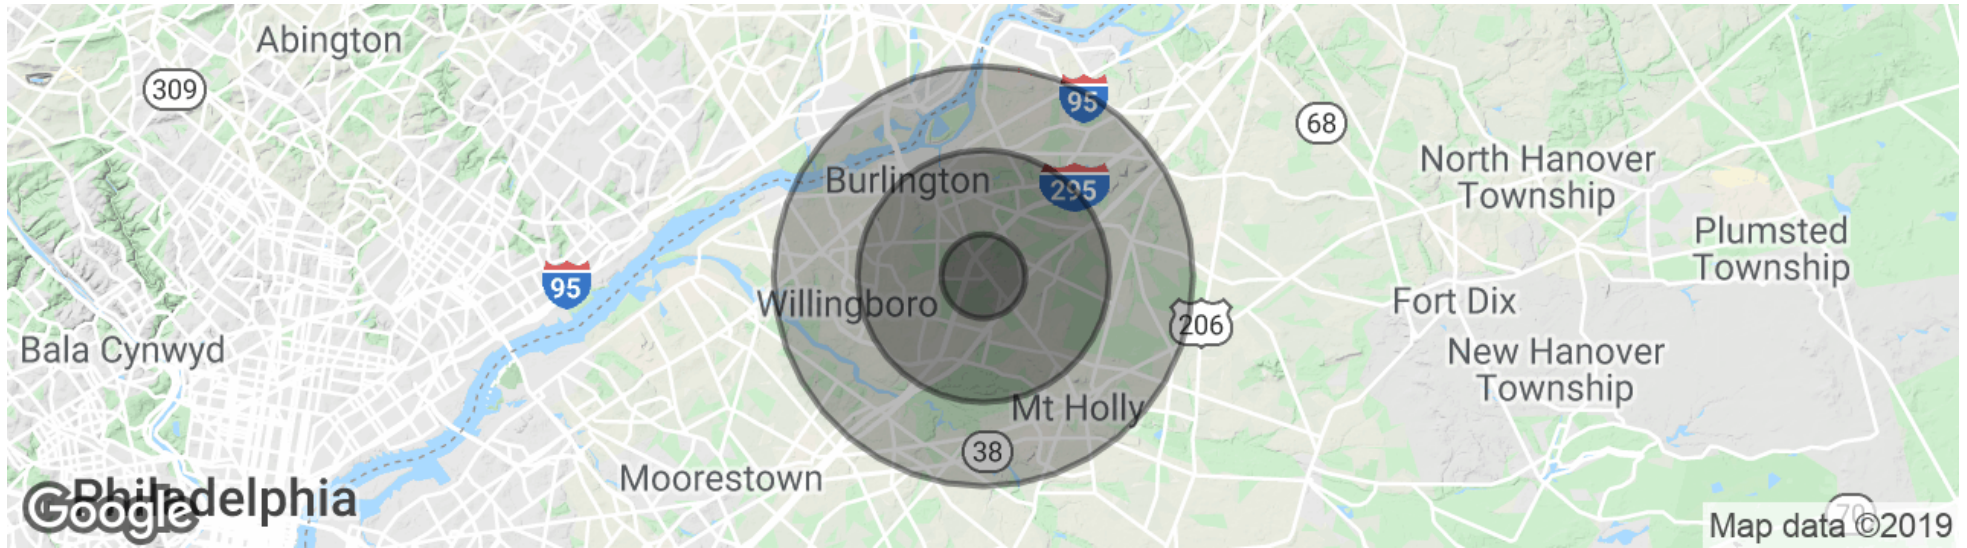 Abington
309
95
68
North Hanover
Township
Burlington
295
Plumsted
Township
95
Willingboro
Fort Dix
206
Bala Cynwyd
New Hanover
Township
Mt Holly
38
Moorestown
Philadelphia
Google
70
Map data ©2019